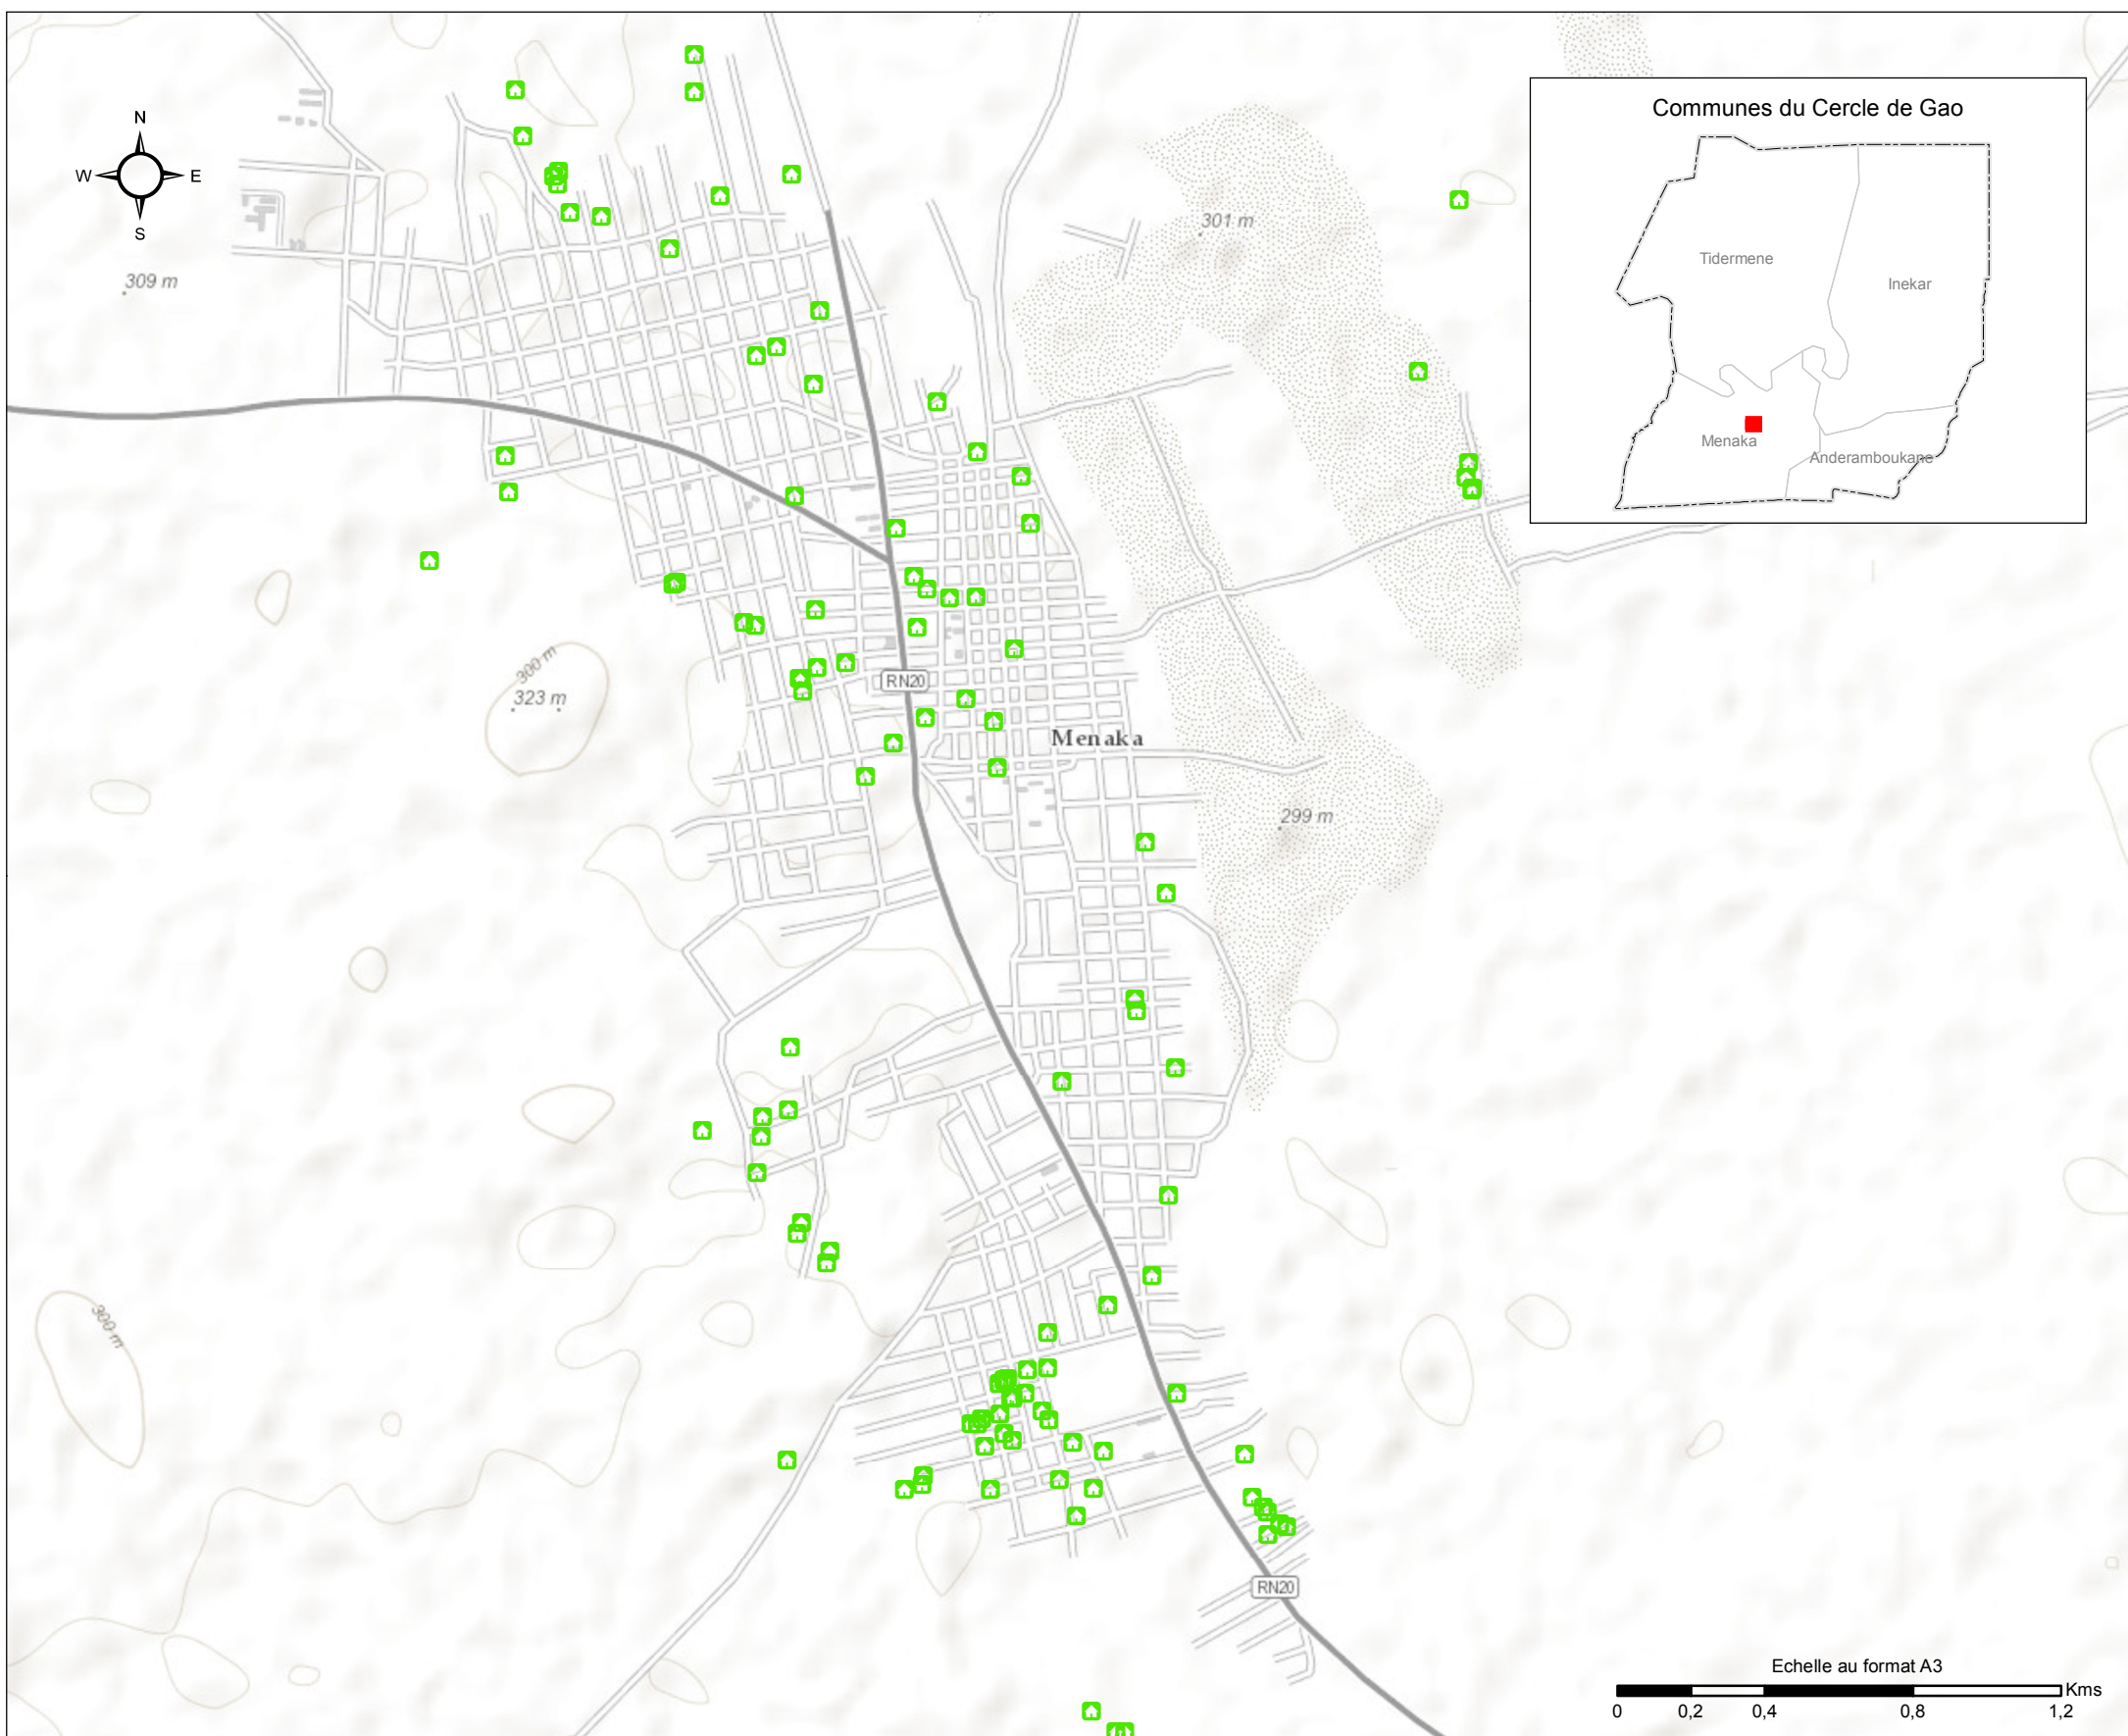 Communes du Cercle de Gao
N
W
E
S
Tidermene
Inekar
Menaka
Anderamboukane
301 m
309 m
300 m
323 m
RN20
Menaka
299 m
300 m
RN20
Echelle au format A3
Kms
0
0,2
0,4
0,8
1,2